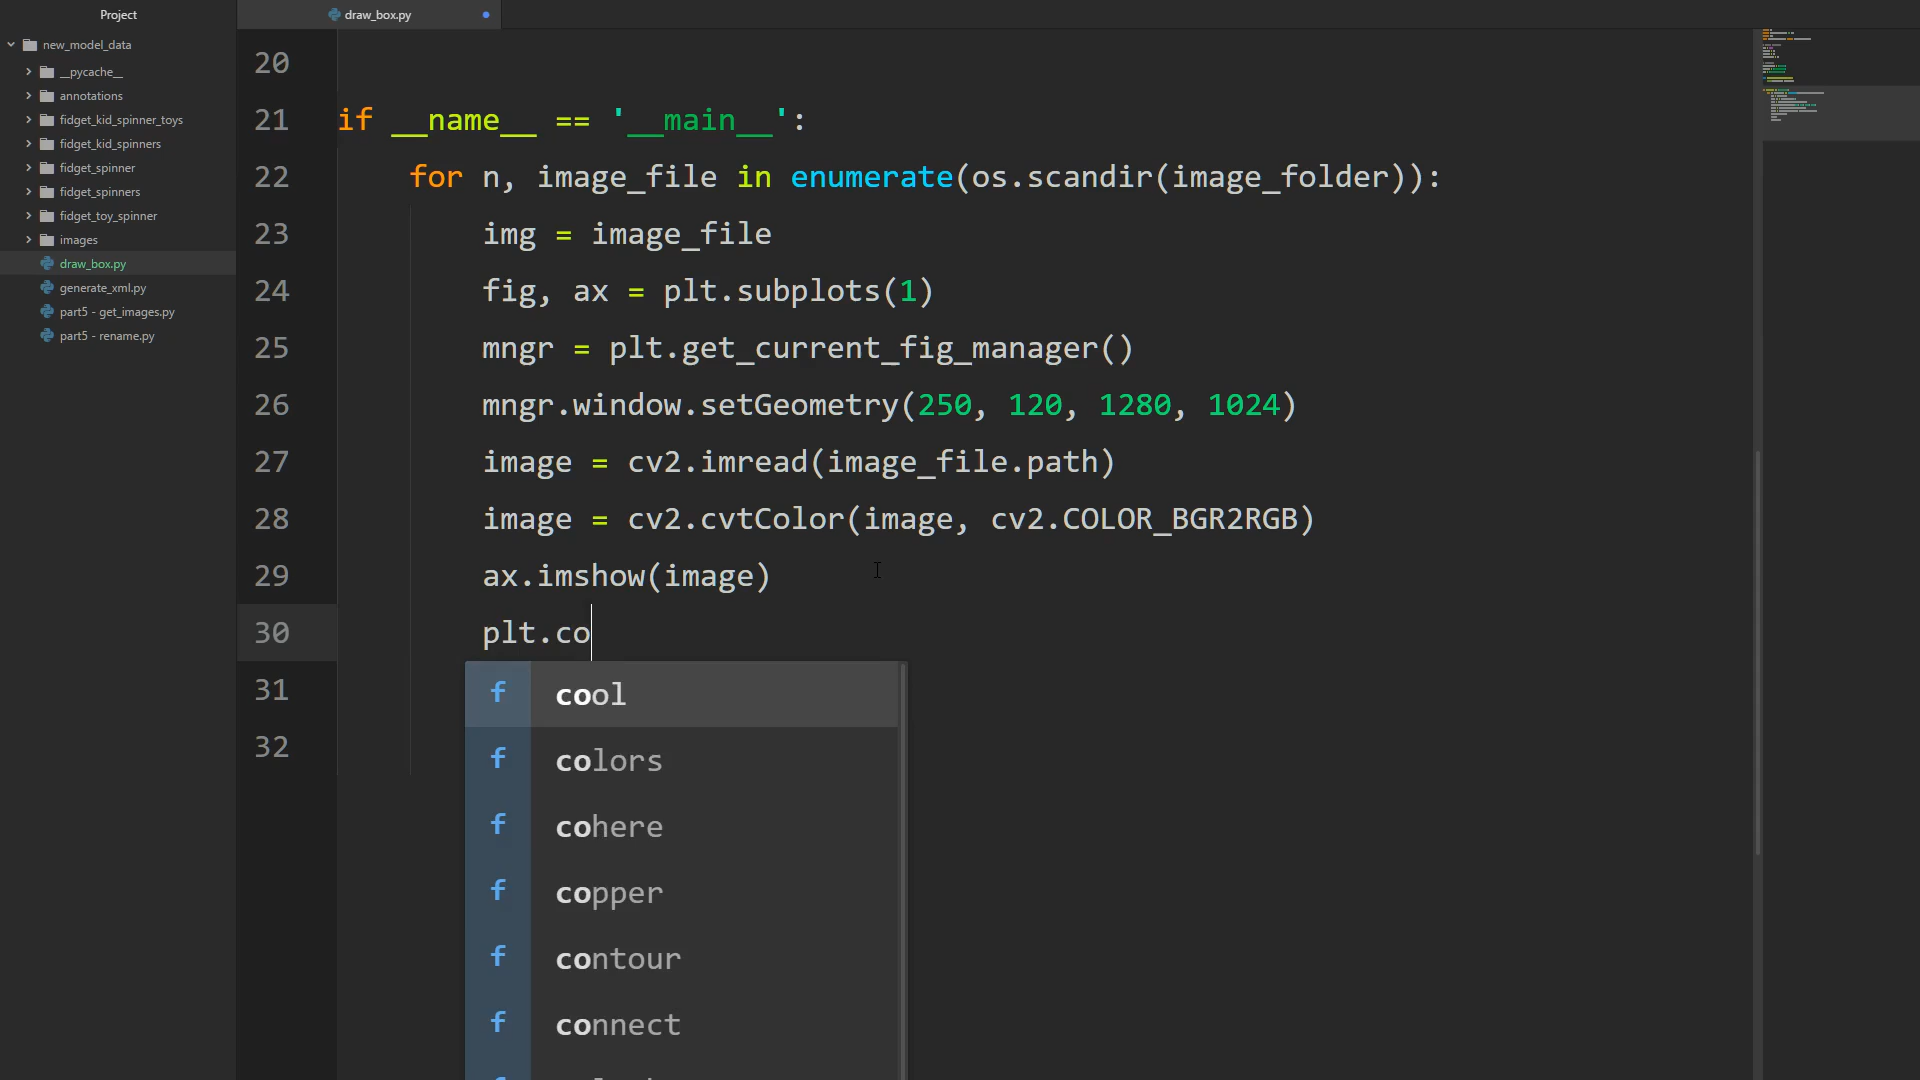 Project
draw_box.py
new_model_data
__pycache__
annotations
fidget_kid_spinner_toys
fidget_kid_spinners
fidget_spinner
fidget_spinners
fidget_toy_spinner
images
draw_box.py
generate_xml.py
part5 - get_images.py
part5 - rename.py
20
21 if __name__ == '__main__':
22 for n, image_file in enumerate(os.scandir(image_folder)):
23 img = image_file
24 fig, ax = plt.subplots(1)
25 mngr = plt.get_current_fig_manager()
26 mngr.window.setGeometry(250, 120, 1280, 1024)
27 image = cv2.imread(image_file.path)
28 image = cv2.cvtColor(image, cv2.COLOR_BGR2RGB)
29 ax.imshow(image)
30 plt.co
31
32
f cool
f colors
f cohere
f copper
f contour
f connect